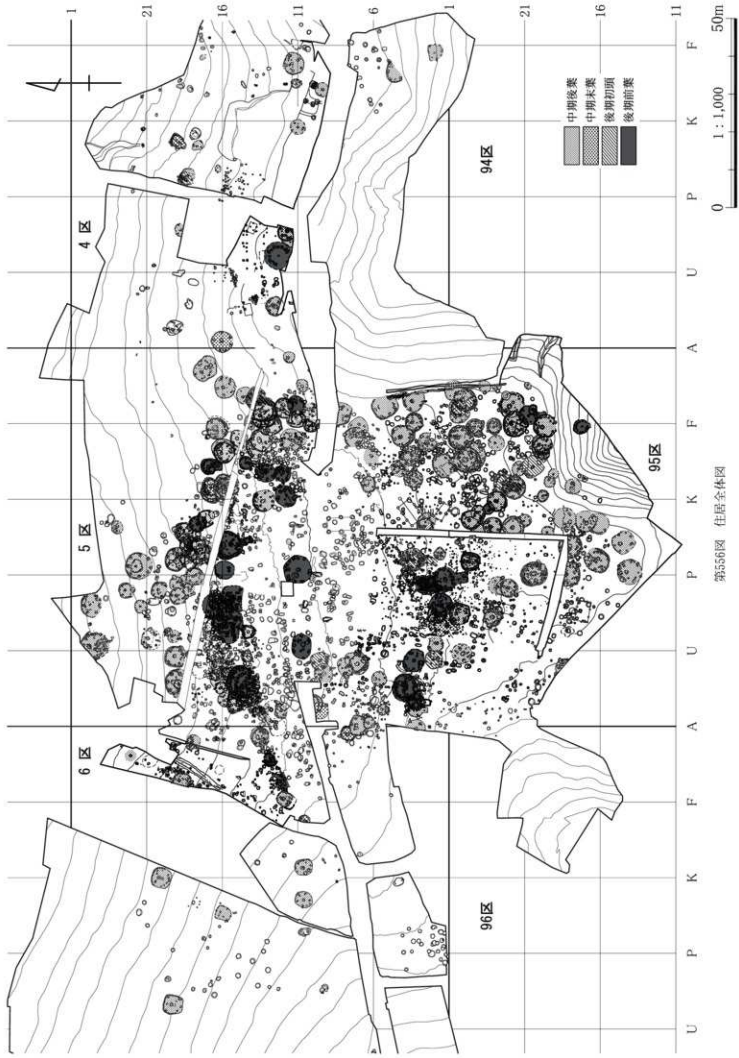 1 21 16 11 6 1 21 16 11
F
K
P
U
A
F
K
P
U
A
F
K
P
U
4区
5区
6区
94区
95区
96区
中期後葉
中期末葉
後期初頭
後期前葉
0 1:1,000 50m
第556図 住居全体図